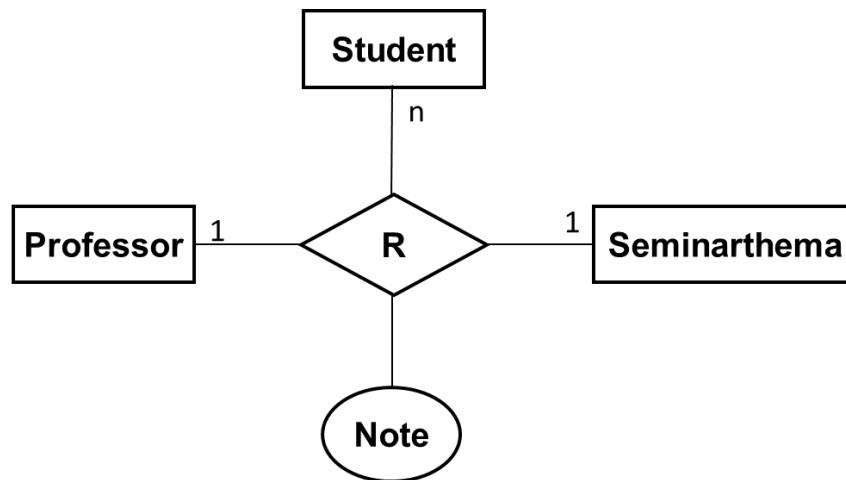 Student
n
Professor
1
R
1
Seminarthema
Note